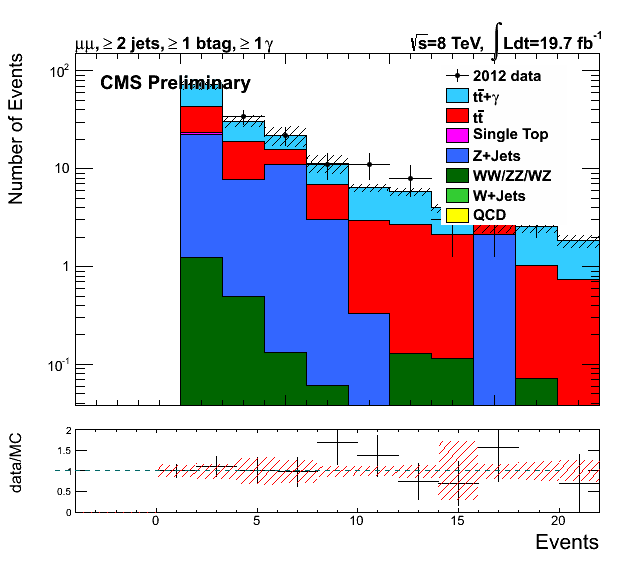 μμ, ≥ 2 jets, ≥ 1 btag, ≥ 1 γ
√s=8 TeV, ∫Ldt=19.7 fb⁻¹
CMS Preliminary
Number of Events
10²
10
1
10⁻¹
2012 data
tt̄+γ
tt̄
Single Top
Z+Jets
WW/ZZ/WZ
W+Jets
QCD
data/MC
2
1.5
1
0.5
0
0 5 10 15 20
Events